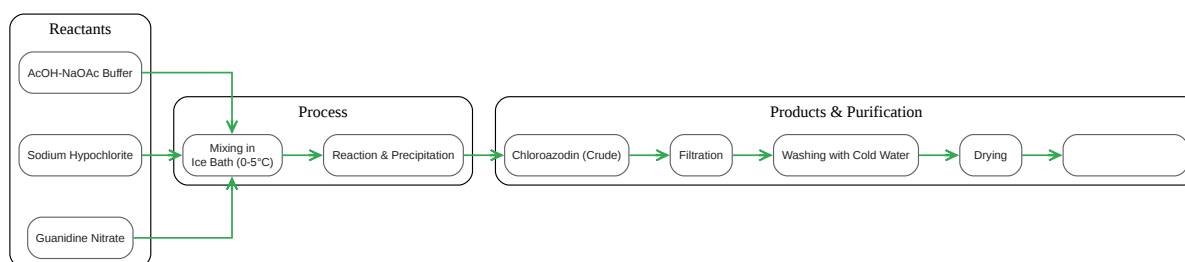 Reactants
AcOH-NaOAc Buffer
Sodium Hypochlorite
Guanidine Nitrate
Process
Mixing in
Ice Bath (0-5°C)
Reaction & Precipitation
Products & Purification
Chloroazodin (Crude)
Filtration
Washing with Cold Water
Drying